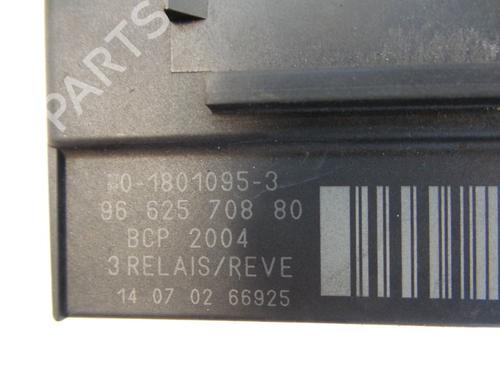 PARTS
0-1801095-3
96 625 708 80
BCP 2004
3 RELAIS/REVE
14 07 02 66925